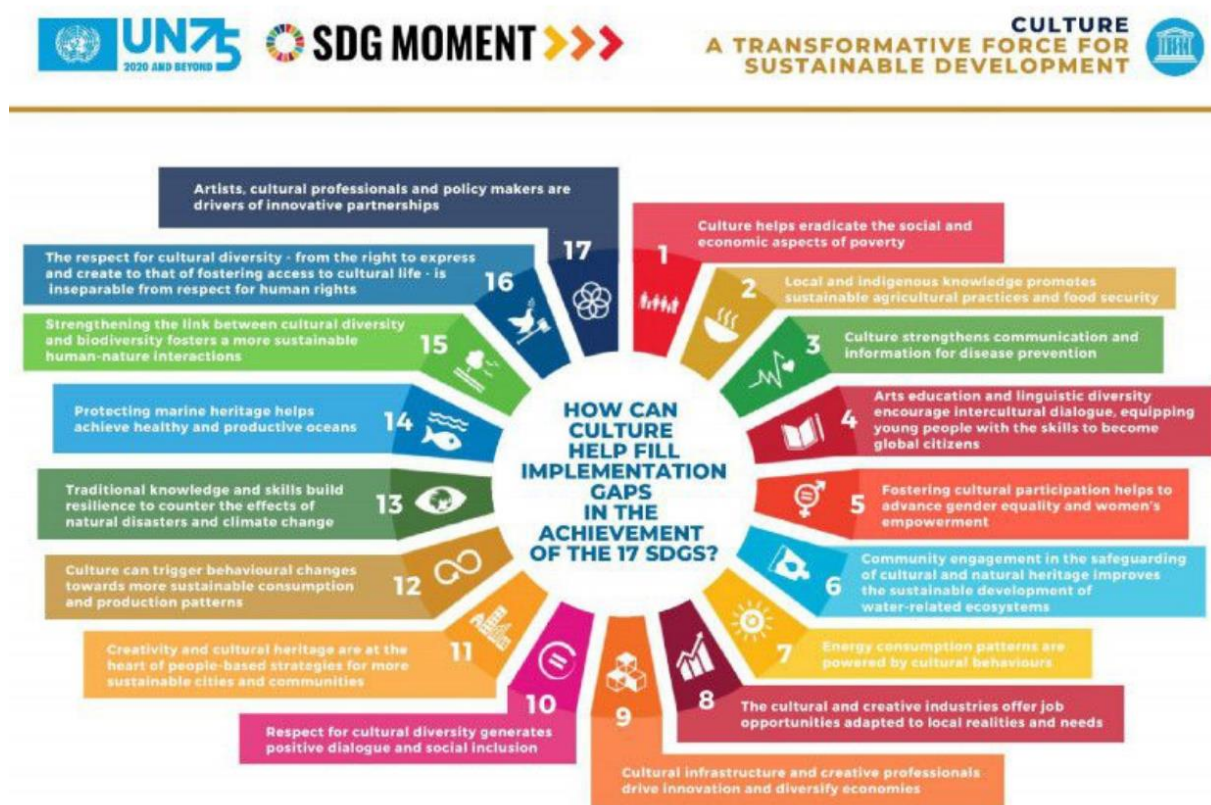 UN75
2020 AND BEYOND
SDG MOMENT
CULTURE
A TRANSFORMATIVE FORCE FOR
SUSTAINABLE DEVELOPMENT
HOW CAN
CULTURE
HELP FILL
IMPLEMENTATION
GAPS
IN THE
ACHIEVEMENT
OF THE 17 SDGS?
1
Culture helps eradicate the social and
economic aspects of poverty
2
Local and indigenous knowledge promotes
sustainable agricultural practices and food security
3
Culture strengthens communication and
information for disease prevention
4
Arts education and linguistic diversity
encourage intercultural dialogue, equipping
young people with the skills to become
global citizens
5
Fostering cultural participation helps to
advance gender equality and women's
empowerment
6
Community engagement in the safeguarding
of cultural and natural heritage improves
the sustainable development of
water-related ecosystems
7
Energy consumption patterns are
powered by cultural behaviours
8
The cultural and creative industries offer job
opportunities adapted to local realities and needs
9
Cultural infrastructure and creative professionals
drive innovation and diversify economies
10
Respect for cultural diversity generates
positive dialogue and social inclusion
11
Creativity and cultural heritage are at the
heart of people-based strategies for more
sustainable cities and communities
12
Culture can trigger behavioural changes
towards more sustainable consumption
and production patterns
13
Traditional knowledge and skills build
resilience to counter the effects of
natural disasters and climate change
14
Protecting marine heritage helps
achieve healthy and productive oceans
15
Strengthening the link between cultural diversity
and biodiversity fosters a more sustainable
human-nature interactions
16
The respect for cultural diversity - from the right to express
and create to that of fostering access to cultural life - is
inseparable from respect for human rights
17
Artists, cultural professionals and policy makers are
drivers of innovative partnerships